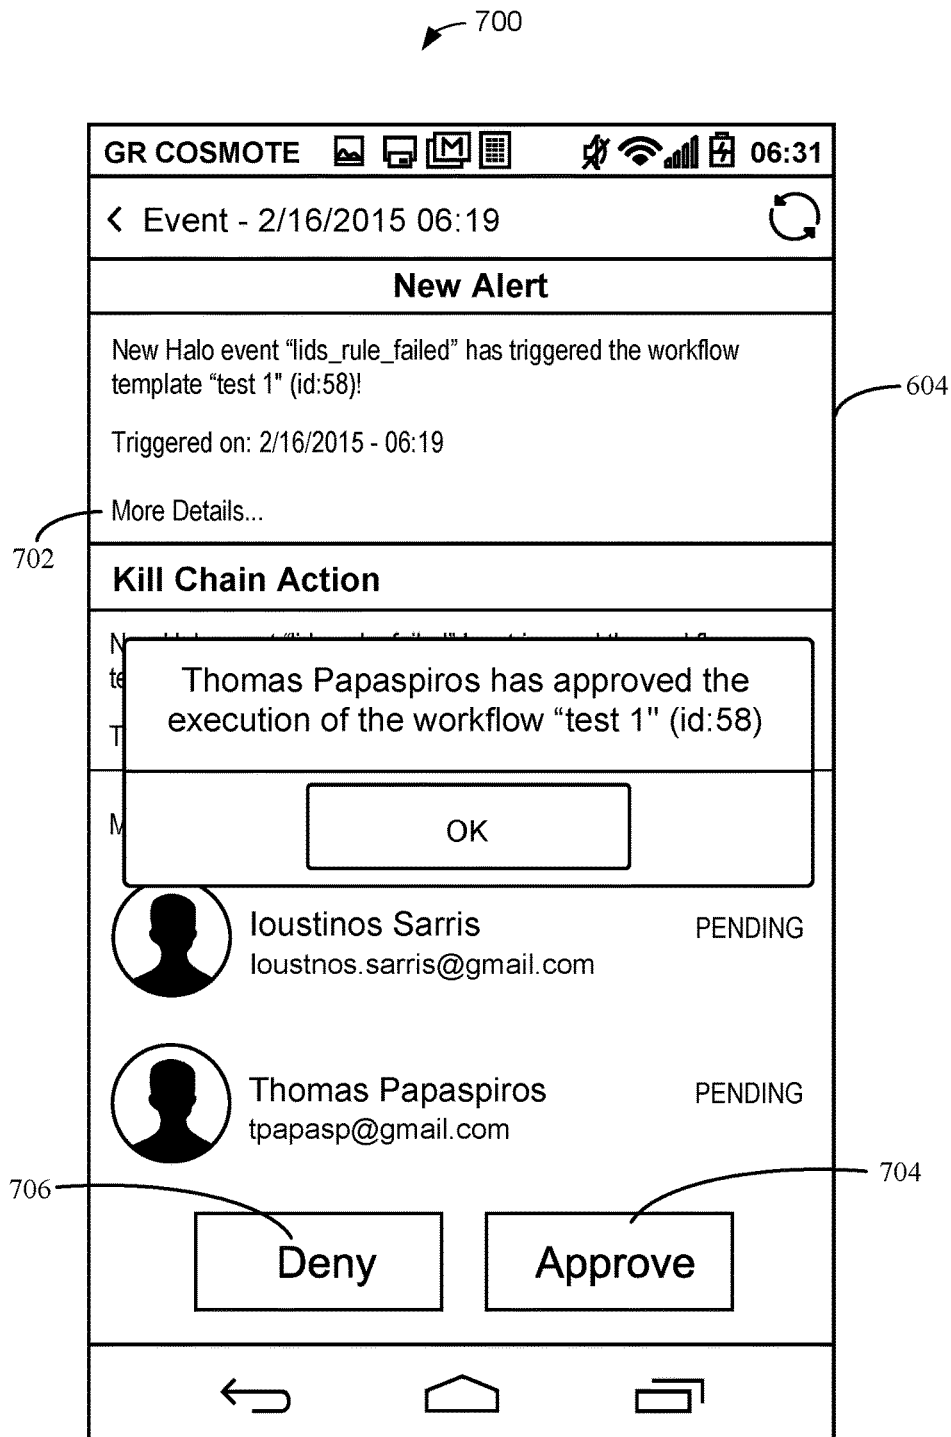 700
GR COSMOTE M 06:31
< Event - 2/16/2015 06:19
New Alert
New Halo event “lids_rule_failed” has triggered the workflow
template “test 1" (id:58)!
604
Triggered on: 2/16/2015 - 06:19
More Details...
702
Kill Chain Action
Thomas Papaspiros has approved the
execution of the workflow “test 1" (id:58)
OK
Ioustinos Sarris PENDING
Ioustnos.sarris@gmail.com
Thomas Papaspiros PENDING
tpapasp@gmail.com
706
704
Deny Approve